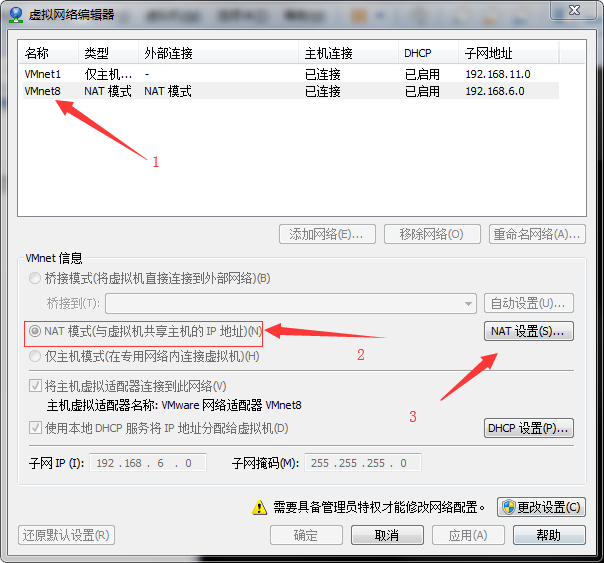 虚拟网络编辑器
名称 类型 外部连接 主机连接 DHCP 子网地址
VMnet1 仅主机... - 已连接 已启用 192.168.11.0
VMnet8 NAT 模式 NAT 模式 已连接 已启用 192.168.6.0
1
添加网络(E)... 移除网络(O) 重命名网络(A)...
VMnet 信息
桥接模式(将虚拟机直接连接到外部网络)(B)
桥接到(T): 自动设置(U)...
NAT 模式(与虚拟机共享主机的 IP 地址)(N) NAT 设置(S)...
2
仅主机模式(在专用网络内连接虚拟机)(H)
将主机虚拟适配器连接到此网络(V)
主机虚拟适配器名称: VMware 网络适配器 VMnet8
3
使用本地 DHCP 服务将 IP 地址分配给虚拟机(D) DHCP 设置(P)...
子网 IP (I): 192 .168 . 6 . 0 子网掩码(M): 255 .255 .255 . 0
需要具备管理员特权才能修改网络配置。 更改设置(C)
还原默认设置(R) 确定 取消 应用(A) 帮助